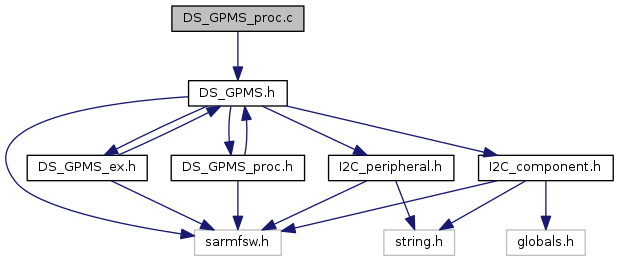 DS_GPMS_proc.c
DS_GPMS.h
DS_GPMS_ex.h
DS_GPMS_proc.h
I2C_peripheral.h
I2C_component.h
sarmfsw.h
string.h
globals.h